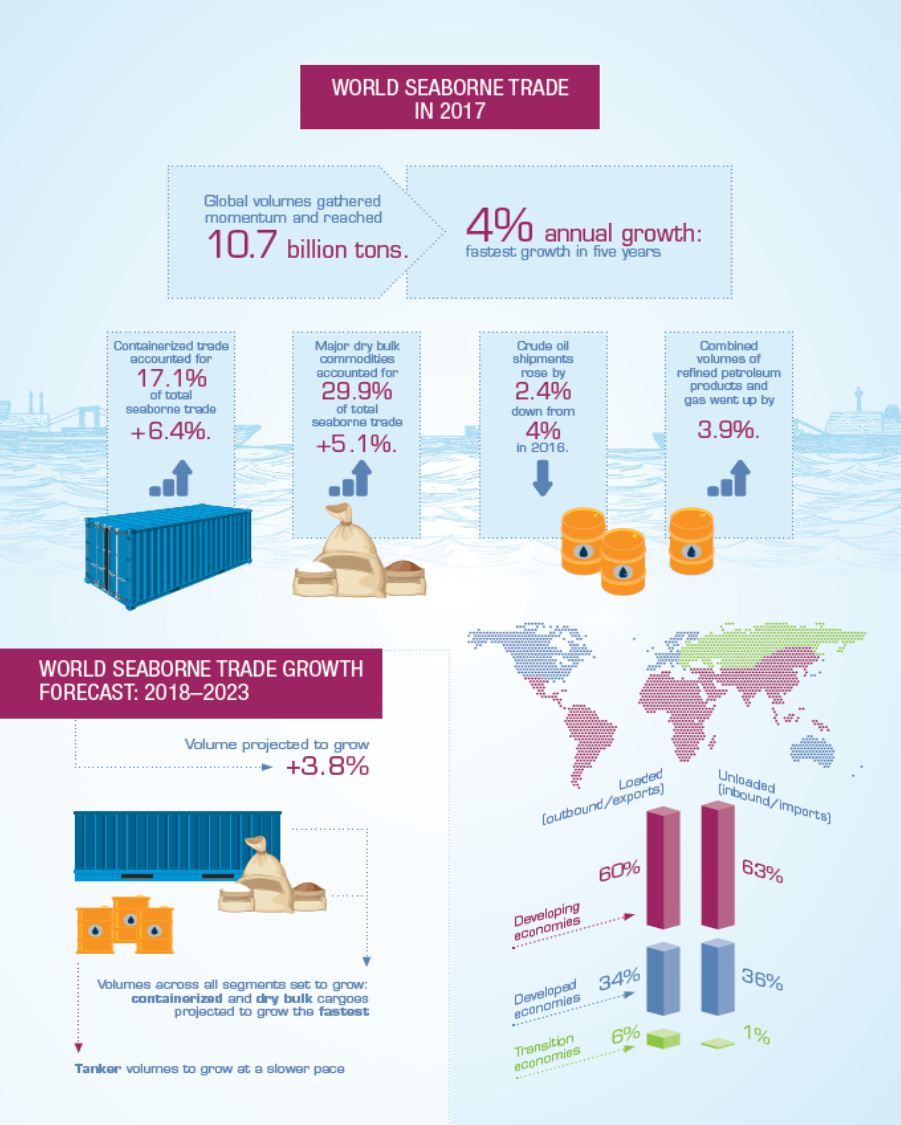 WORLD SEABORNE TRADE
IN 2017
Global volumes gathered
momentum and reached
10.7 billion tons.
4% annual growth:
fastest growth in five years
Containerized trade
accounted for
17.1%
of total
seaborne trade
+6.4%.
Major dry bulk
commodities
accounted for
29.9%
of total
seaborne trade
+5.1%.
Crude oil
shipments
rose by
2.4%
down from
4%
in 2016.
Combined
volumes of
refined petroleum
products and
gas went up by
3.9%.
WORLD SEABORNE TRADE GROWTH
FORECAST: 2018–2023
Volume projected to grow
+3.8%
Volumes across all segments set to grow:
containerized and dry bulk cargoes
projected to grow the fastest
Tanker volumes to grow at a slower pace
Loaded
(outbound/exports)
Unloaded
(inbound/imports)
60%
63%
Developing
economies
34%
36%
Developed
economies
6%
1%
Transition
economies